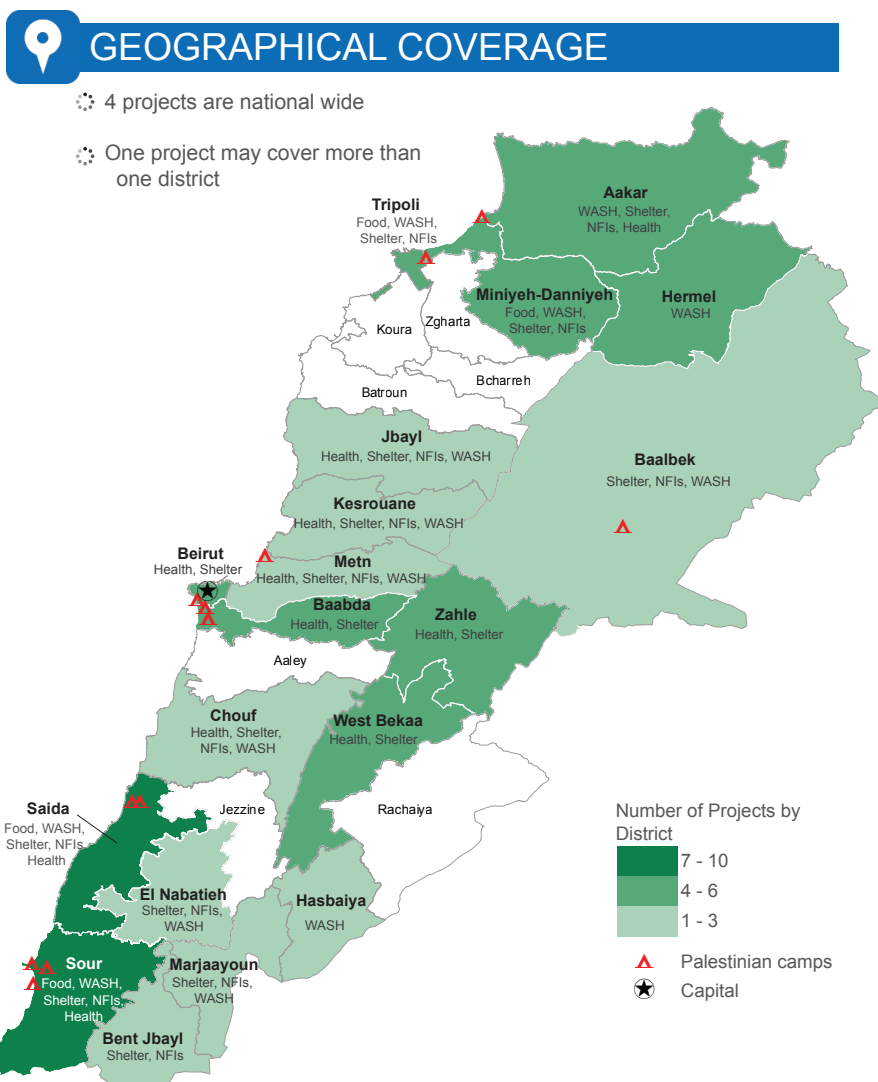 GEOGRAPHICAL COVERAGE
4 projects are national wide
One project may cover more than
one district
Tripoli
Food, WASH,
Shelter, NFIs
Aakar
WASH, Shelter,
NFIs, Health
Miniyeh-Danniyeh
Food, WASH,
Shelter, NFIs
Hermel
WASH
Koura
Zgharta
Bcharreh
Batroun
Jbayl
Health, Shelter, NFIs, WASH
Baalbek
Shelter, NFIs, WASH
Kesrouane
Health, Shelter, NFIs, WASH
Beirut
Health, Shelter
Metn
Health, Shelter, NFIs, WASH
Baabda
Health, Shelter
Zahle
Health, Shelter
Aaley
Chouf
Health, Shelter,
NFIs, WASH
West Bekaa
Health, Shelter
Saida
Food, WASH,
Shelter, NFIs,
Health
Jezzine
Rachaiya
El Nabatieh
Shelter, NFIs,
WASH
Hasbaiya
WASH
Sour
Food, WASH,
Shelter, NFIs,
Health
Marjaayoun
Shelter, NFIs,
WASH
Bent Jbayl
Shelter, NFIs
Number of Projects by
District
7 - 10
4 - 6
1 - 3
Palestinian camps
Capital